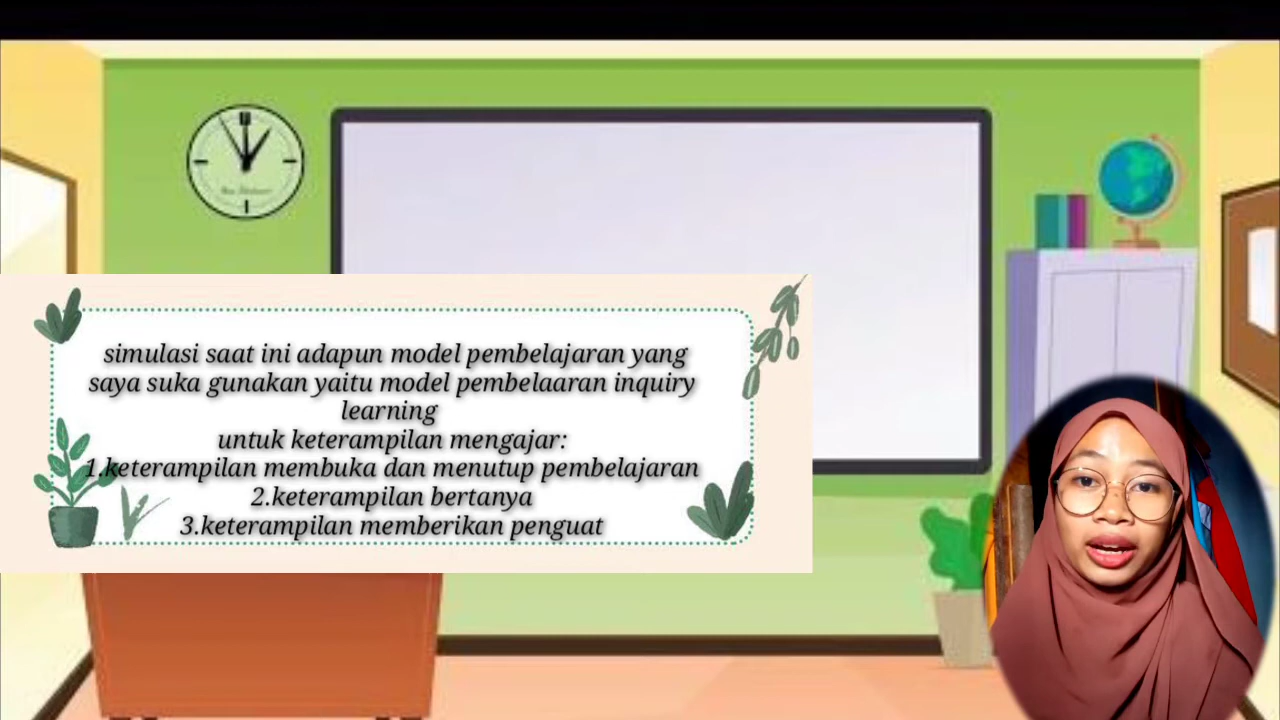 simulasi saat ini adapun model pembelajaran yang
saya suka gunakan yaitu model pembelaaran inquiry
learning
untuk keterampilan mengajar:
1.keterampilan membuka dan menutup pembelajaran
2.keterampilan bertanya
3.keterampilan memberikan penguat